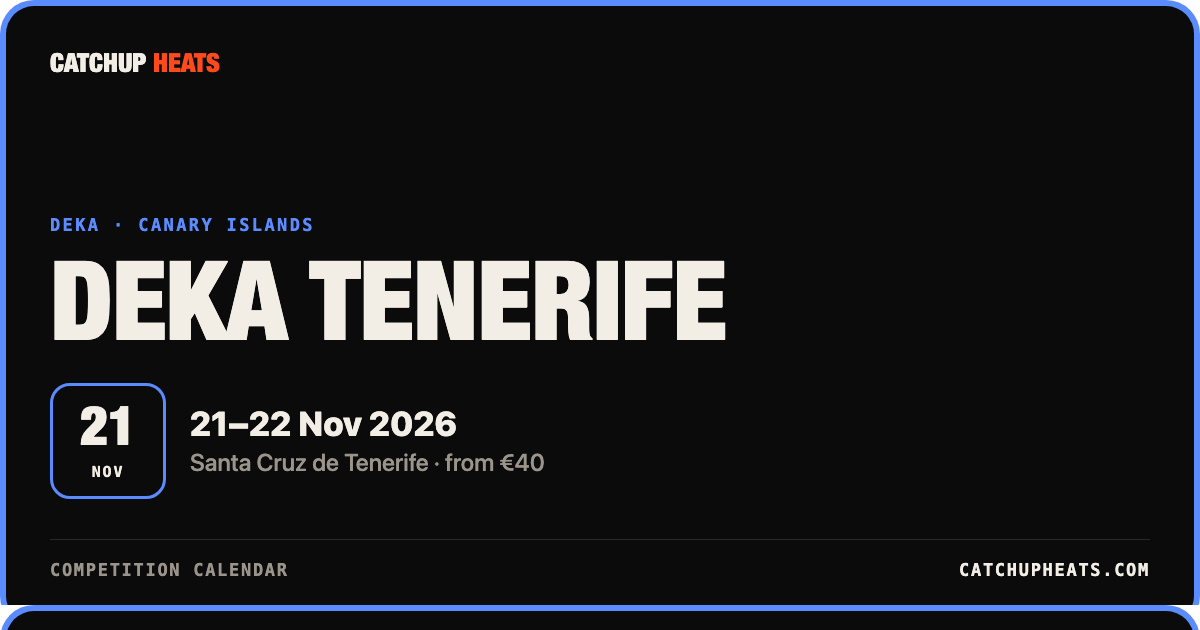 CATCHUP HEATS
DEKA · CANARY ISLANDS
DEKA TENERIFE
21
NOV
21–22 Nov 2026
Santa Cruz de Tenerife · from €40
COMPETITION CALENDAR
CATCHUPHEATS.COM